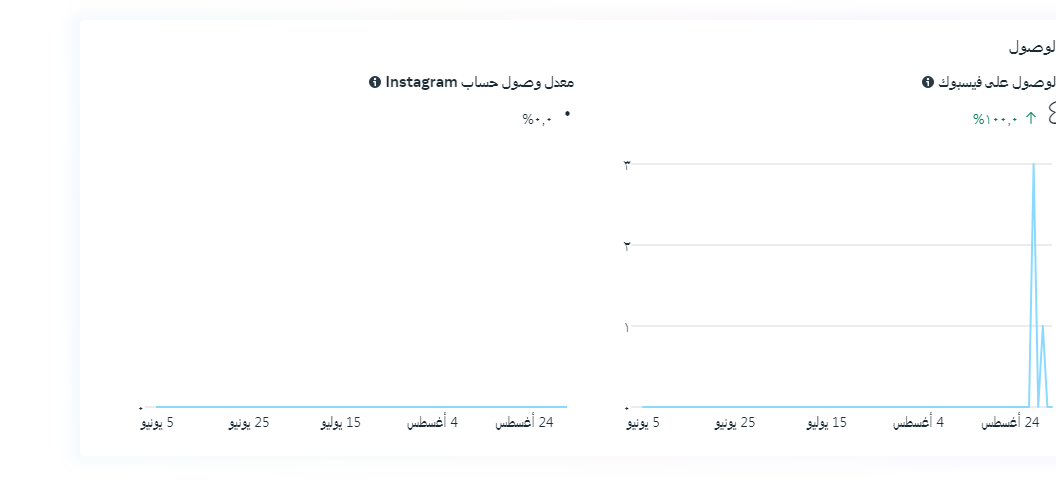 الوصول
الوصول على فيسبوك
↑ ١٠٠,٠%
٣
٢
١
٠
5 يونيو
25 يونيو
15 يوليو
4 أغسطس
24 أغسطس
معدل وصول حساب Instagram
٠
٠,٠%
٠
5 يونيو
25 يونيو
15 يوليو
4 أغسطس
24 أغسطس